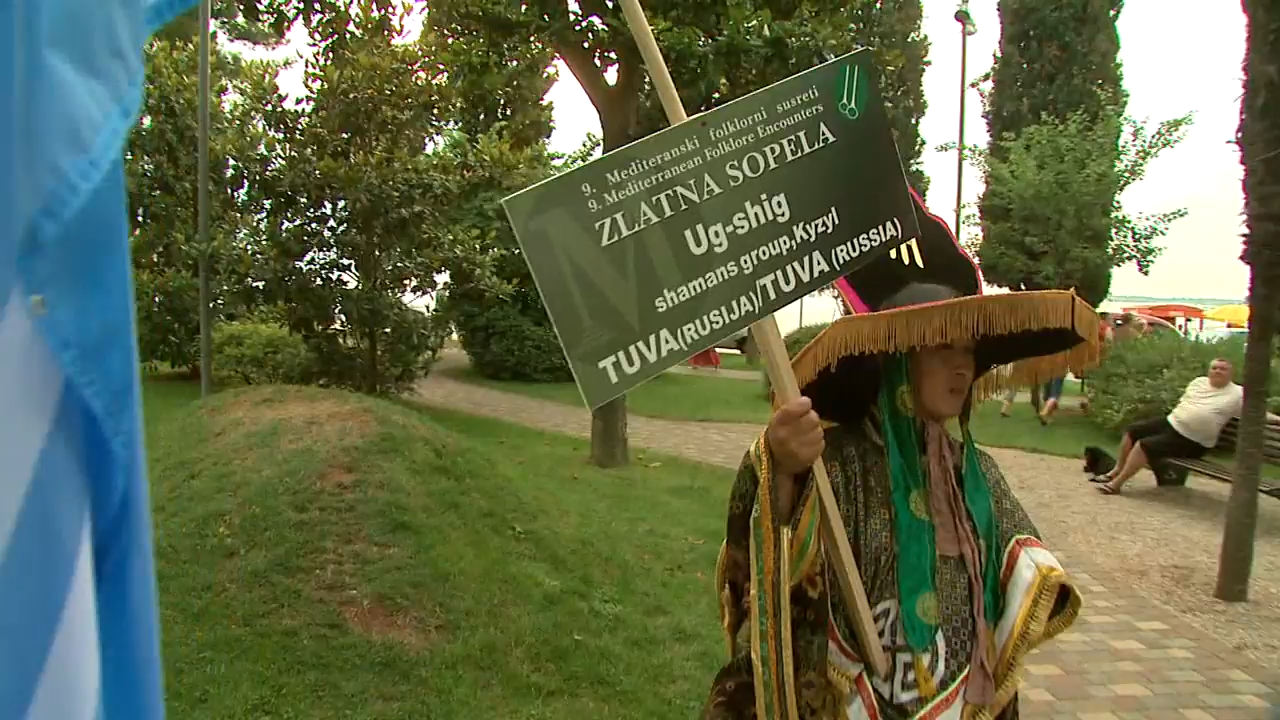 9. Mediteranski folklorni susreti
9. Mediterranean Folklore Encounters
ZLATNA SOPELA
Ug-shig
shamans group,Kyzyl
TUVA(RUSIJA)/TUVA (RUSSIA)